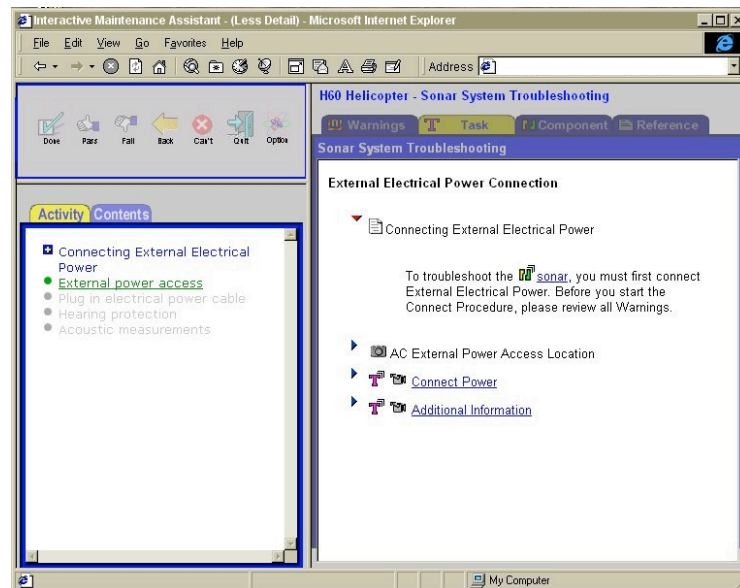 Interactive Maintenance Assistant - (Less Detail) - Microsoft Internet Explorer
File Edit View Go Favorites Help
Address
Done Pass Fail Back Can't Quit Option
Activity Contents
Connecting External Electrical
Power
External power access
Plug in electrical power cable
Hearing protection
Acoustic measurements
H60 Helicopter - Sonar System Troubleshooting
Warnings T Task Component Reference
Sonar System Troubleshooting
External Electrical Power Connection
Connecting External Electrical Power
To troubleshoot the sonar, you must first connect
External Electrical Power. Before you start the
Connect Procedure, please review all Warnings.
AC External Power Access Location
T Connect Power
T Additional Information
My Computer